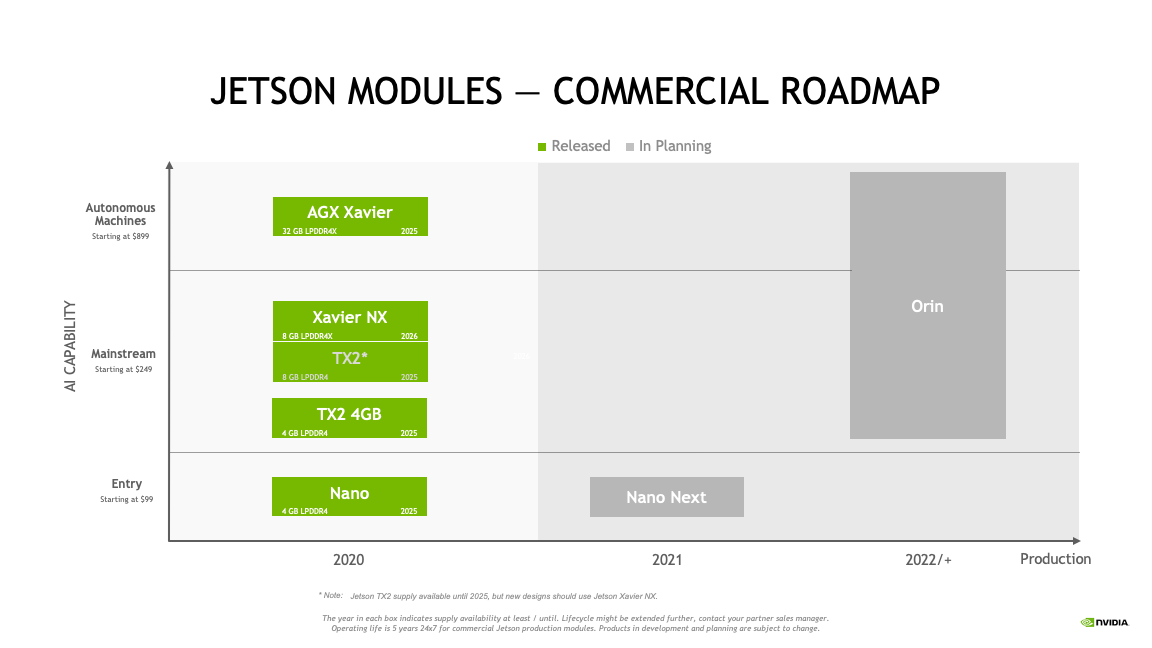 JETSON MODULES — COMMERCIAL ROADMAP
Released
In Planning
AI CAPABILITY
Autonomous
Machines
Starting at $899
AGX Xavier
32 GB LPDDR4X 2025
Mainstream
Starting at $249
Xavier NX
8 GB LPDDR4X 2026
TX2*
8 GB LPDDR4 2025
TX2 4GB
4 GB LPDDR4 2025
Orin
Entry
Starting at $99
Nano
4 GB LPDDR4 2025
Nano Next
2020
2021
2022/+
Production
* Note: Jetson TX2 supply available until 2025, but new designs should use Jetson Xavier NX.
The year in each box indicates supply availability at least / until. Lifecycle might be extended further, contact your partner sales manager.
Operating life is 5 years 24x7 for commercial Jetson production modules. Products in development and planning are subject to change.
NVIDIA